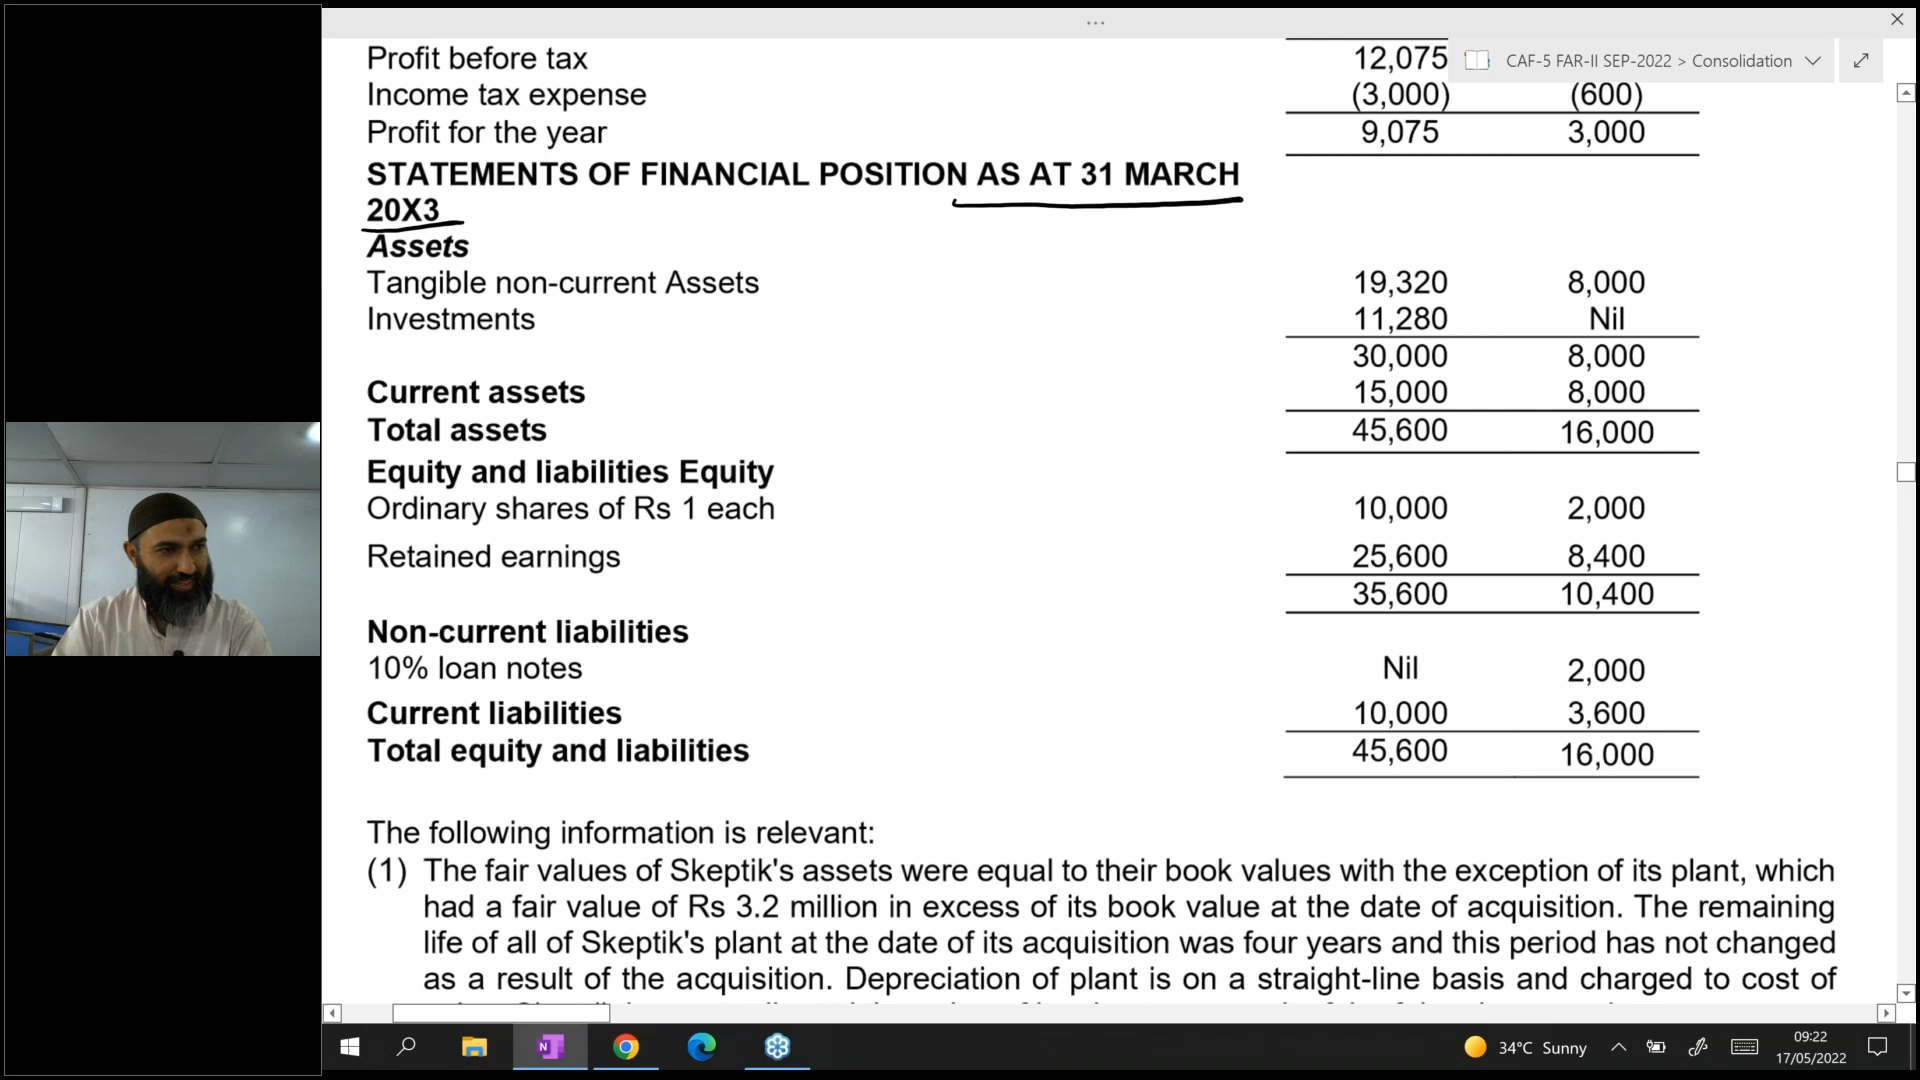 ...
Profit before tax 12,075
CAF-5 FAR-II SEP-2022 > Consolidation
Income tax expense (3,000) (600)
Profit for the year 9,075 3,000
STATEMENTS OF FINANCIAL POSITION AS AT 31 MARCH
20X3
Assets
Tangible non-current Assets 19,320 8,000
Investments 11,280 Nil
30,000 8,000
Current assets 15,000 8,000
Total assets 45,600 16,000
Equity and liabilities Equity
Ordinary shares of Rs 1 each 10,000 2,000
Retained earnings 25,600 8,400
35,600 10,400
Non-current liabilities
10% loan notes Nil 2,000
Current liabilities 10,000 3,600
Total equity and liabilities 45,600 16,000
The following information is relevant:
(1) The fair values of Skeptik's assets were equal to their book values with the exception of its plant, which
had a fair value of Rs 3.2 million in excess of its book value at the date of acquisition. The remaining
life of all of Skeptik's plant at the date of its acquisition was four years and this period has not changed
as a result of the acquisition. Depreciation of plant is on a straight-line basis and charged to cost of
34°C Sunny
09:22
17/05/2022